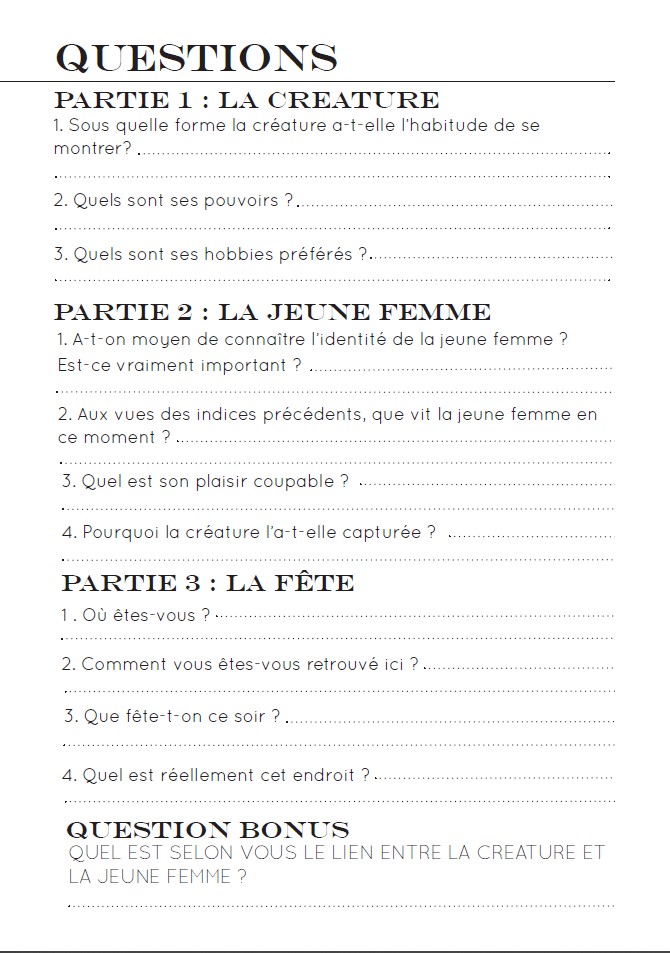 QUESTIONS
PARTIE 1 : LA CREATURE
1. Sous quelle forme la créature a-t-elle l'habitude de se
montrer?
2. Quels sont ses pouvoirs ?
3. Quels sont ses hobbies préférés ?
PARTIE 2 : LA JEUNE FEMME
1. A-t-on moyen de connaître l'identité de la jeune femme ?
Est-ce vraiment important ?
2. Aux vues des indices précédents, que vit la jeune femme en
ce moment ?
3. Quel est son plaisir coupable ?
4. Pourquoi la créature l'a-t-elle capturée ?
PARTIE 3 : LA FÊTE
1 . Où êtes-vous ?
2. Comment vous êtes-vous retrouvé ici ?
3. Que fête-t-on ce soir ?
4. Quel est réellement cet endroit ?
QUESTION BONUS
QUEL EST SELON VOUS LE LIEN ENTRE LA CREATURE ET
LA JEUNE FEMME ?